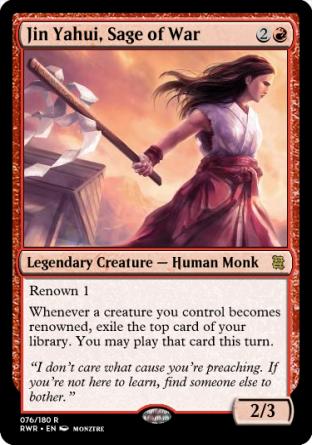 Jin Yahui, Sage of War 2
Legendary Creature — Human Monk
Renown 1
Whenever a creature you control becomes
renowned, exile the top card of your
library. You may play that card this turn.
"I don't care what cause you're preaching. If
you're not here to learn, find someone else to
bother."
2/3
076/180 R
RWR • EN MONZTRE